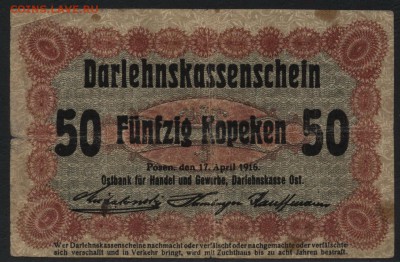 COINS.LAVE.RU
Darlehnskassenschein
50 Fünfzig Kopeken 50
Posen, den 17. April 1916.
Ostbank für Handel und Gewerbe, Darlehnskasse Ost.
Kauffmann
Wer Darlehnskassenscheine nachmacht oder verfälscht oder nachgemachte oder verfälschte
sich verschafft und in Verkehr bringt, wird mit Zuchthaus bis zu acht Jahren bestraft.